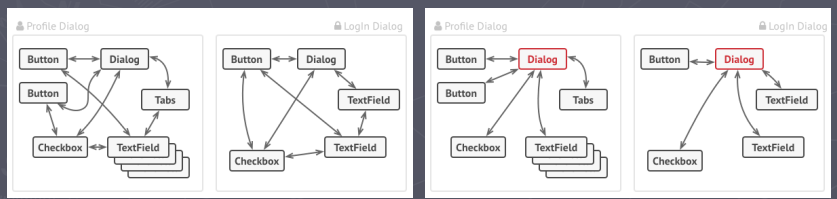 Profile Dialog
Button
Dialog
Button
Tabs
Checkbox
TextField
LogIn Dialog
Button
Dialog
TextField
Checkbox
TextField
Profile Dialog
Button
Dialog
Button
Tabs
Checkbox
TextField
LogIn Dialog
Button
Dialog
TextField
Checkbox
TextField